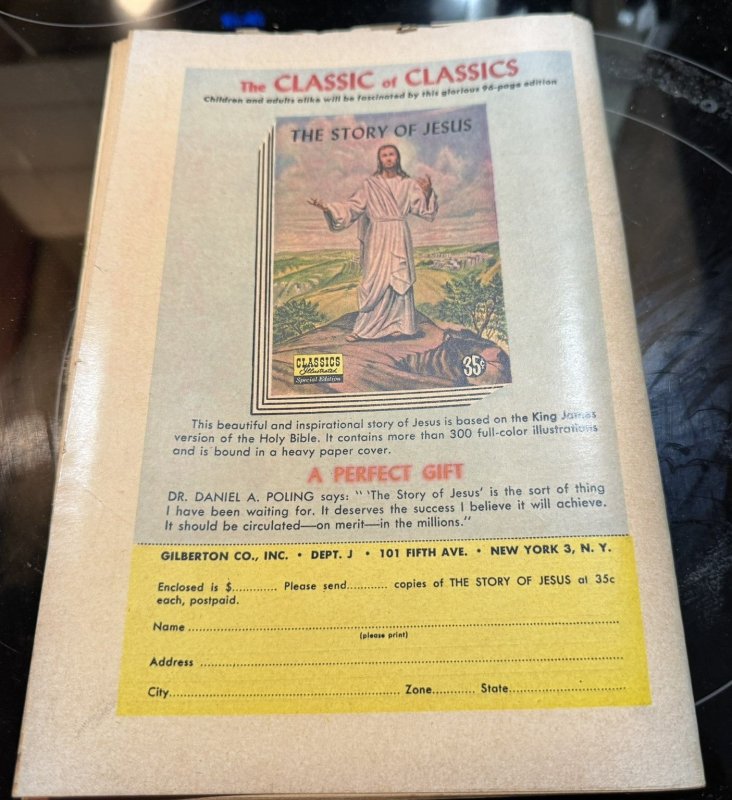 The CLASSIC of CLASSICS
Children and adults alike will be fascinated by this glorious 96-page edition
THE STORY OF JESUS
CLASSICS
Illustrated
Special Edition
35¢
This beautiful and inspirational story of Jesus is based on the King James
version of the Holy Bible. It contains more than 300 full-color illustrations
and is bound in a heavy paper cover.
A PERFECT GIFT
DR. DANIEL A. POLING says: "'The Story of Jesus' is the sort of thing
I have been waiting for. It deserves the success I believe it will achieve.
It should be circulated—on merit—in the millions."
GILBERTON CO., INC. • DEPT. J • 101 FIFTH AVE. • NEW YORK 3, N. Y.
Enclosed is $............ Please send........... copies of THE STORY OF JESUS at 35c
each, postpaid.
Name ................................................................
(please print)
Address ................................................................
City................................ Zone............ State................